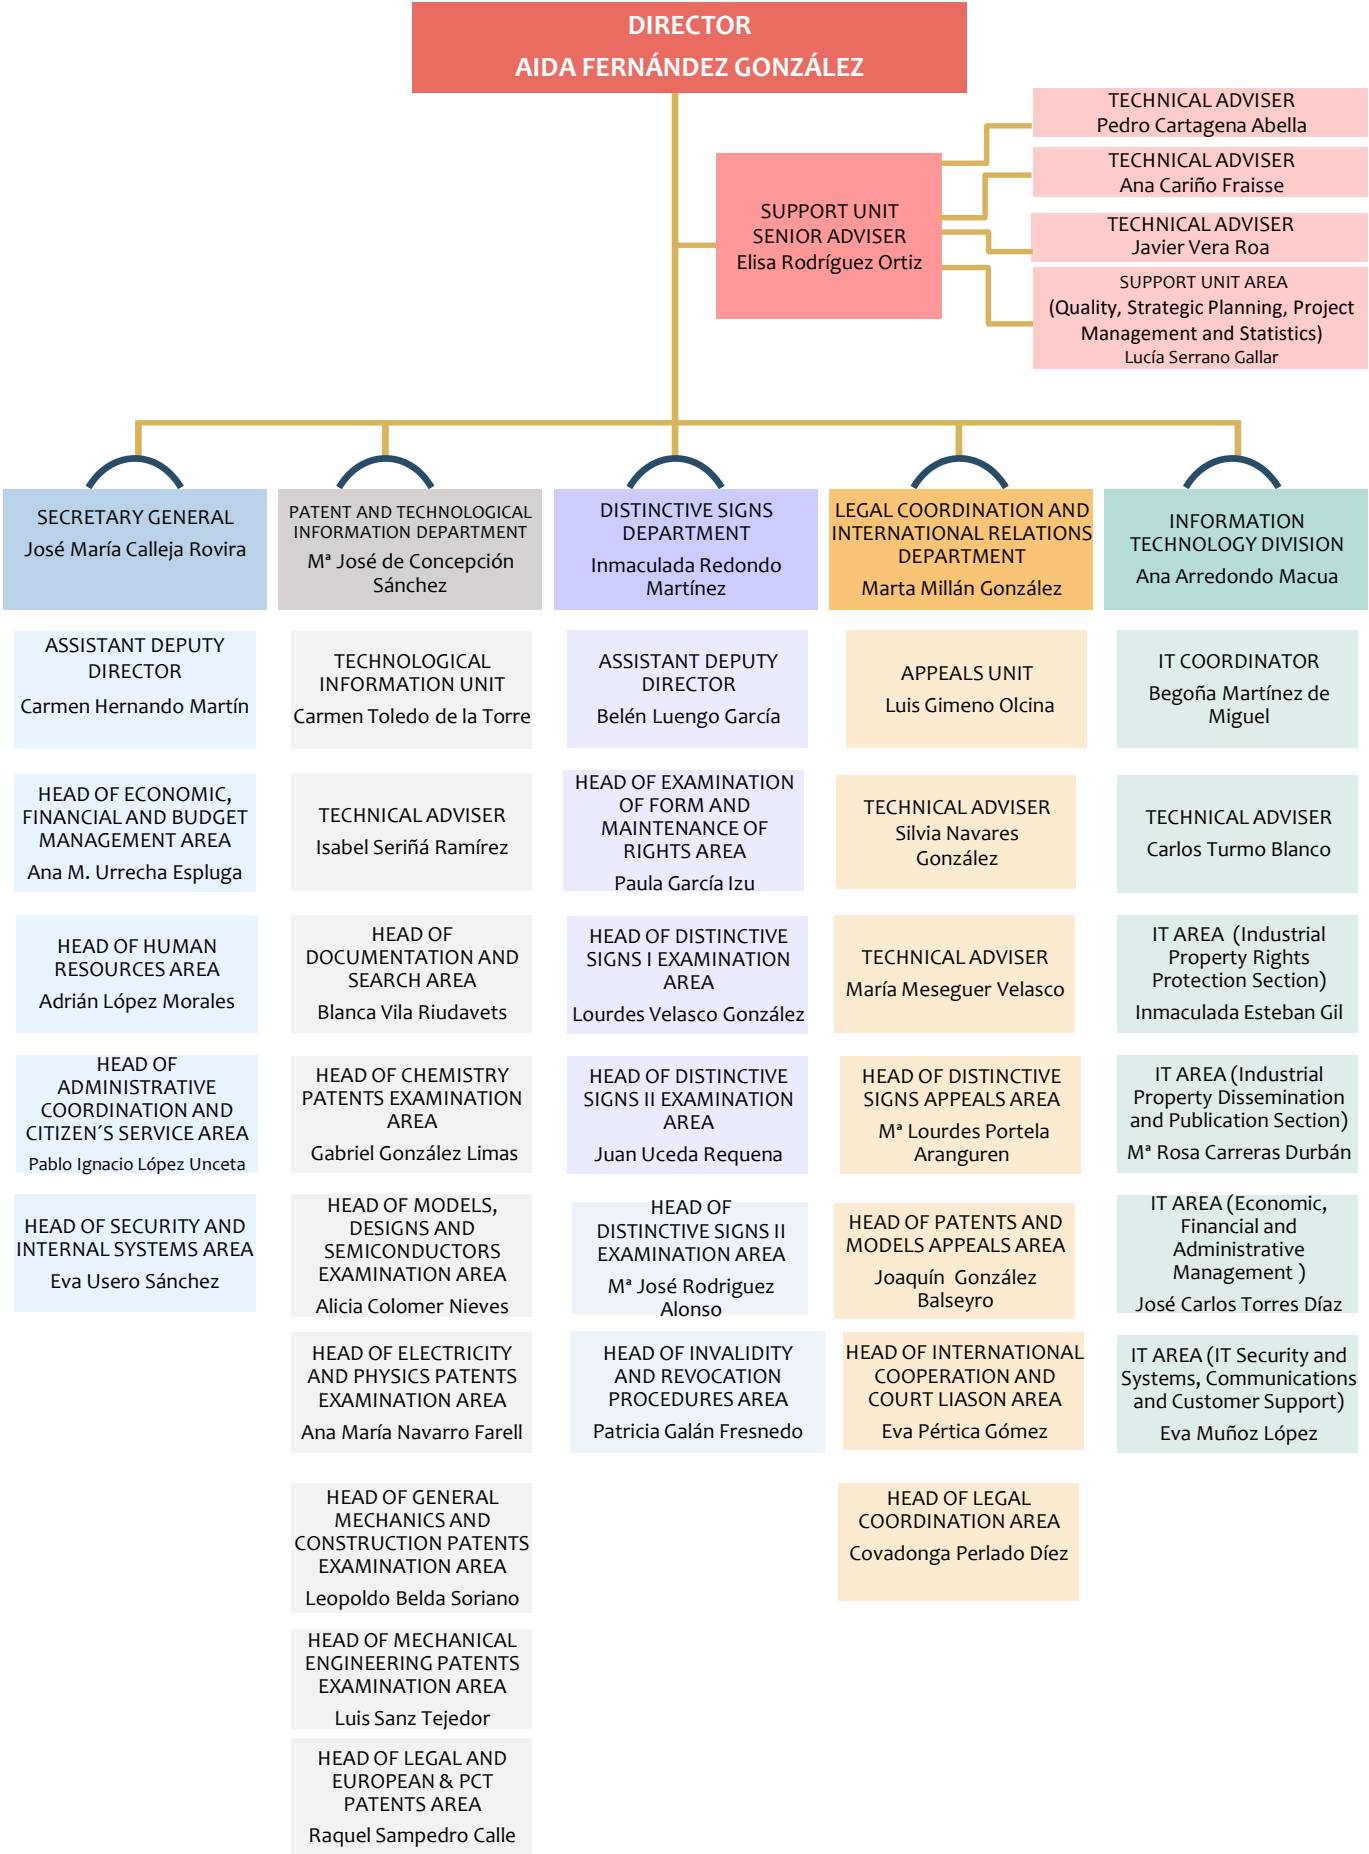 DIRECTOR
AIDA FERNÁNDEZ GONZÁLEZ
TECHNICAL ADVISER
Pedro Cartagena Abella
TECHNICAL ADVISER
Ana Cariño Fraisse
TECHNICAL ADVISER
Javier Vera Roa
SUPPORT UNIT
SENIOR ADVISER
Elisa Rodríguez Ortiz
SUPPORT UNIT AREA
(Quality, Strategic Planning, Project
Management and Statistics)
Lucía Serrano Gallar
SECRETARY GENERAL
José María Calleja Rovira
ASSISTANT DEPUTY
DIRECTOR
Carmen Hernando Martín
HEAD OF ECONOMIC,
FINANCIAL AND BUDGET
MANAGEMENT AREA
Ana M. Urrecha Espluga
HEAD OF HUMAN
RESOURCES AREA
Adrián López Morales
HEAD OF
ADMINISTRATIVE
COORDINATION AND
CITIZEN´S SERVICE AREA
Pablo Ignacio López Unceta
HEAD OF SECURITY AND
INTERNAL SYSTEMS AREA
Eva Usero Sánchez
PATENT AND TECHNOLOGICAL
INFORMATION DEPARTMENT
Mª José de Concepción
Sánchez
TECHNOLOGICAL
INFORMATION UNIT
Carmen Toledo de la Torre
TECHNICAL ADVISER
Isabel Seriñá Ramírez
HEAD OF
DOCUMENTATION AND
SEARCH AREA
Blanca Vila Riudavets
HEAD OF CHEMISTRY
PATENTS EXAMINATION
AREA
Gabriel González Limas
HEAD OF MODELS,
DESIGNS AND
SEMICONDUCTORS
EXAMINATION AREA
Alicia Colomer Nieves
HEAD OF ELECTRICITY
AND PHYSICS PATENTS
EXAMINATION AREA
Ana María Navarro Farell
HEAD OF GENERAL
MECHANICS AND
CONSTRUCTION PATENTS
EXAMINATION AREA
Leopoldo Belda Soriano
HEAD OF MECHANICAL
ENGINEERING PATENTS
EXAMINATION AREA
Luis Sanz Tejedor
HEAD OF LEGAL AND
EUROPEAN & PCT
PATENTS AREA
Raquel Sampedro Calle
DISTINCTIVE SIGNS
DEPARTMENT
Inmaculada Redondo
Martínez
ASSISTANT DEPUTY
DIRECTOR
Belén Luengo García
HEAD OF EXAMINATION
OF FORM AND
MAINTENANCE OF
RIGHTS AREA
Paula García Izu
HEAD OF DISTINCTIVE
SIGNS I EXAMINATION
AREA
Lourdes Velasco González
HEAD OF DISTINCTIVE
SIGNS II EXAMINATION
AREA
Juan Uceda Requena
HEAD OF
DISTINCTIVE SIGNS II
EXAMINATION AREA
Mª José Rodriguez
Alonso
HEAD OF INVALIDITY
AND REVOCATION
PROCEDURES AREA
Patricia Galán Fresnedo
LEGAL COORDINATION AND
INTERNATIONAL RELATIONS
DEPARTMENT
Marta Millán González
APPEALS UNIT
Luis Gimeno Olcina
TECHNICAL ADVISER
Silvia Navares
González
TECHNICAL ADVISER
María Meseguer Velasco
HEAD OF DISTINCTIVE
SIGNS APPEALS AREA
Mª Lourdes Portela
Aranguren
HEAD OF PATENTS AND
MODELS APPEALS AREA
Joaquín González
Balseyro
HEAD OF INTERNATIONAL
COOPERATION AND
COURT LIASON AREA
Eva Pértica Gómez
HEAD OF LEGAL
COORDINATION AREA
Covadonga Perlado Díez
INFORMATION
TECHNOLOGY DIVISION
Ana Arredondo Macua
IT COORDINATOR
Begoña Martínez de
Miguel
TECHNICAL ADVISER
Carlos Turmo Blanco
IT AREA (Industrial
Property Rights
Protection Section)
Inmaculada Esteban Gil
IT AREA (Industrial
Property Dissemination
and Publication Section)
Mª Rosa Carreras Durbán
IT AREA (Economic,
Financial and
Administrative
Management )
José Carlos Torres Díaz
IT AREA (IT Security and
Systems, Communications
and Customer Support)
Eva Muñoz López